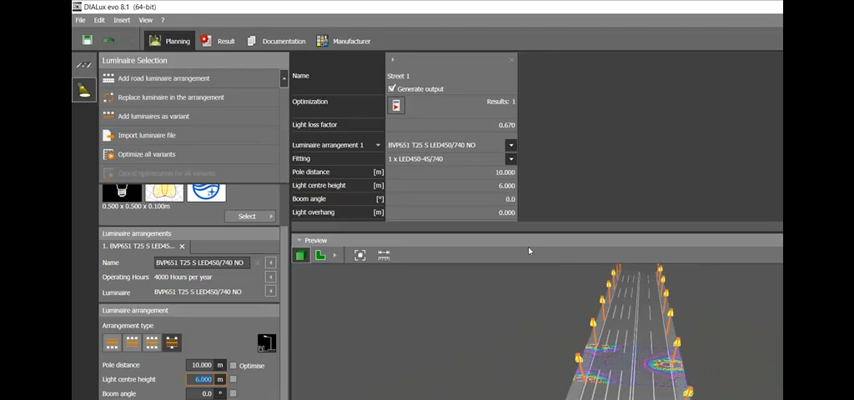 DIALux evo 8.1 (64-bit)
File Edit Insert View ?
Planning Result Documentation Manufacturer
Luminaire Selection
Add road luminaire arrangement
Replace luminaire in the arrangement
Add luminaires as variant
Import luminaire file
Optimize all variants
Cancel optimization for all variants
0.500 x 0.500 x 0.100m
Select
Luminaire arrangements
1. BVP651 T25 S LED45...
Name BVP651 T25 S LED450/740 NO
Operating Hours 4000 Hours per year
Luminaire BVP651 T25 S LED450/740 NO
Luminaire arrangement
Arrangement type
Pole distance 10.000 m Optimise
Light centre height 6.000 m
Boom angle 0.0 °
Name Street 1
Generate output
Optimization Results: 1
Light loss factor 0.670
Luminaire arrangement 1 BVP651 T25 S LED450/740 NO
Fitting 1 x LED450-4S/740
Pole distance [m] 10.000
Light centre height [m] 6.000
Boom angle [°] 0.0
Light overhang [m] 0.000
Preview